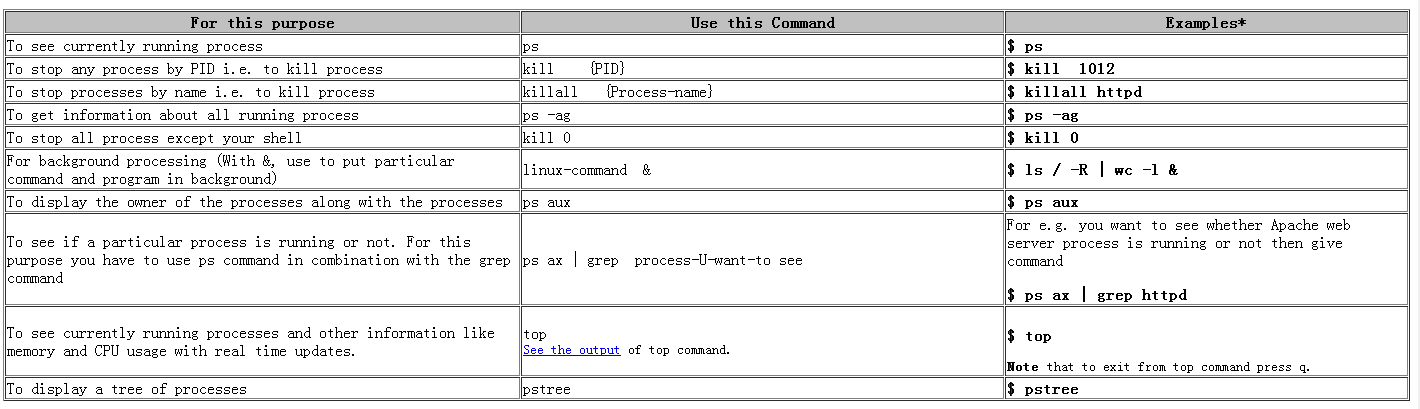 For this purpose Use this Command Examples*
To see currently running process ps $ ps
To stop any process by PID i.e. to kill process kill {PID} $ kill 1012
To stop processes by name i.e. to kill process killall {Process-name} $ killall httpd
To get information about all running process ps -ag $ ps -ag
To stop all process except your shell kill 0 $ kill 0
For background processing (With &, use to put particular
command and program in background)
linux-command &
$ ls / -R | wc -l &
To display the owner of the processes along with the processes ps aux $ ps aux
To see if a particular process is running or not. For this
purpose you have to use ps command in combination with the grep
command
ps ax | grep process-U-want-to see
For e.g. you want to see whether Apache web
server process is running or not then give
command
$ ps ax | grep httpd
To see currently running processes and other information like
memory and CPU usage with real time updates.
top
See the output of top command.
$ top
Note that to exit from top command press q.
To display a tree of processes pstree $ pstree